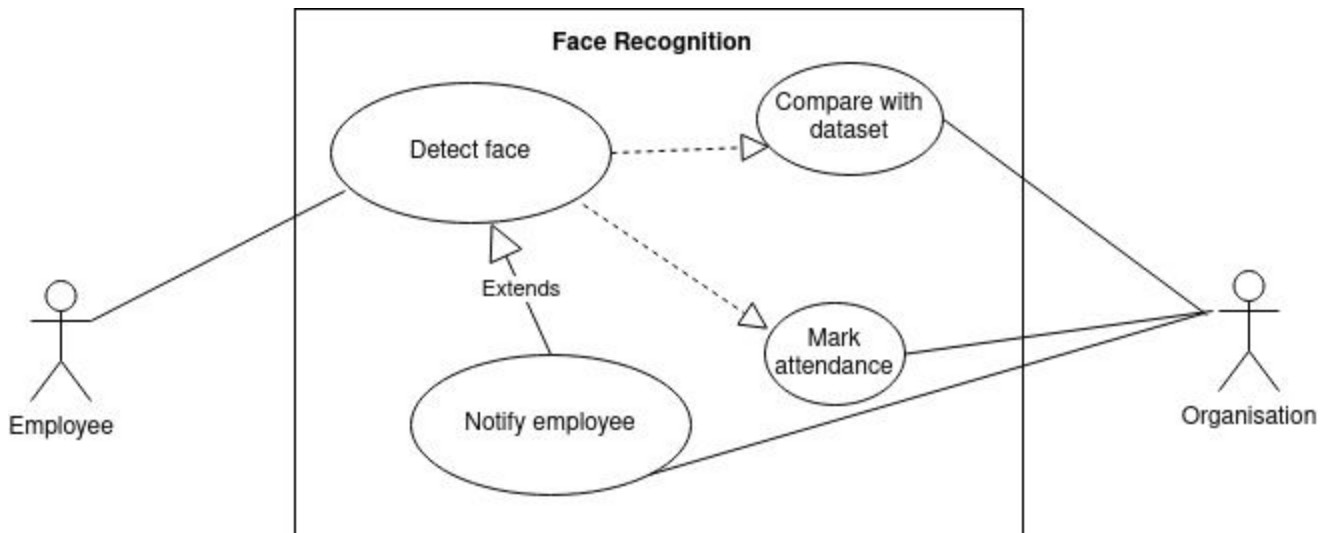 Face Recognition
Detect face
Compare with
dataset
Extends
Mark
attendance
Notify employee
Employee
Organisation